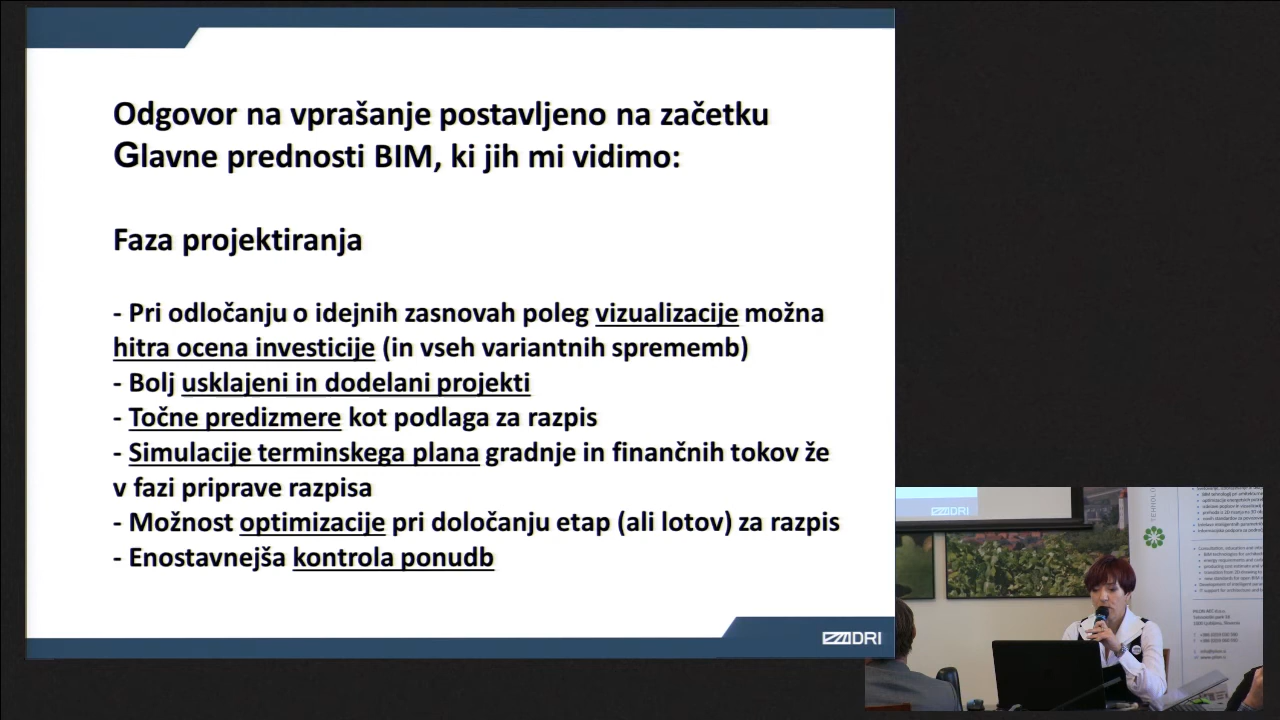 Odgovor na vprašanje postavljeno na začetku
Glavne prednosti BIM, ki jih mi vidimo:
Faza projektiranja
- Pri odločanju o idejnih zasnovah poleg vizualizacije možna
hitra ocena investicije (in vseh variantnih sprememb)
- Bolj usklajeni in dodelani projekti
- Točne predizmere kot podlaga za razpis
- Simulacije terminskega plana gradnje in finančnih tokov že
v fazi priprave razpisa
- Možnost optimizacije pri določanju etap (ali lotov) za razpis
- Enostavnejša kontrola ponudb
DRI
DRI